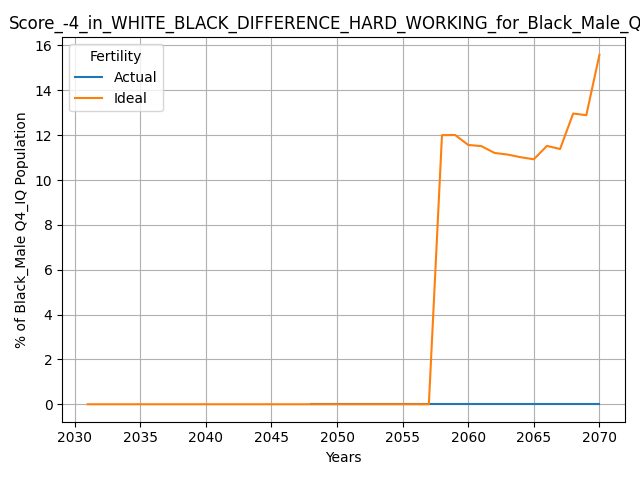 Score_-4_in_WHITE_BLACK_DIFFERENCE_HARD_WORKING_for_Black_Male_Q
Fertility
Actual
Ideal
16
14
12
10
8
6
4
2
0
% of Black_Male Q4_IQ Population
2030 2035 2040 2045 2050 2055 2060 2065 2070
Years